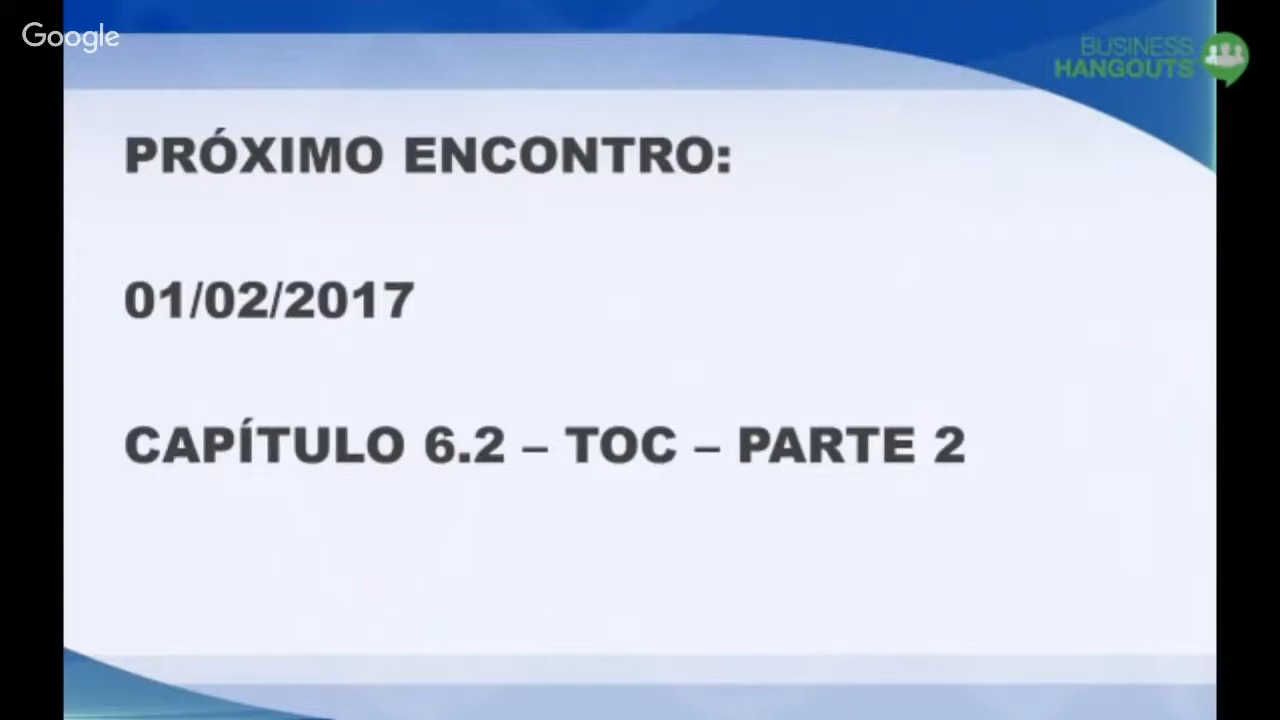 Google
BUSINESS
HANGOUTS
PRÓXIMO ENCONTRO:
01/02/2017
CAPÍTULO 6.2 – TOC – PARTE 2